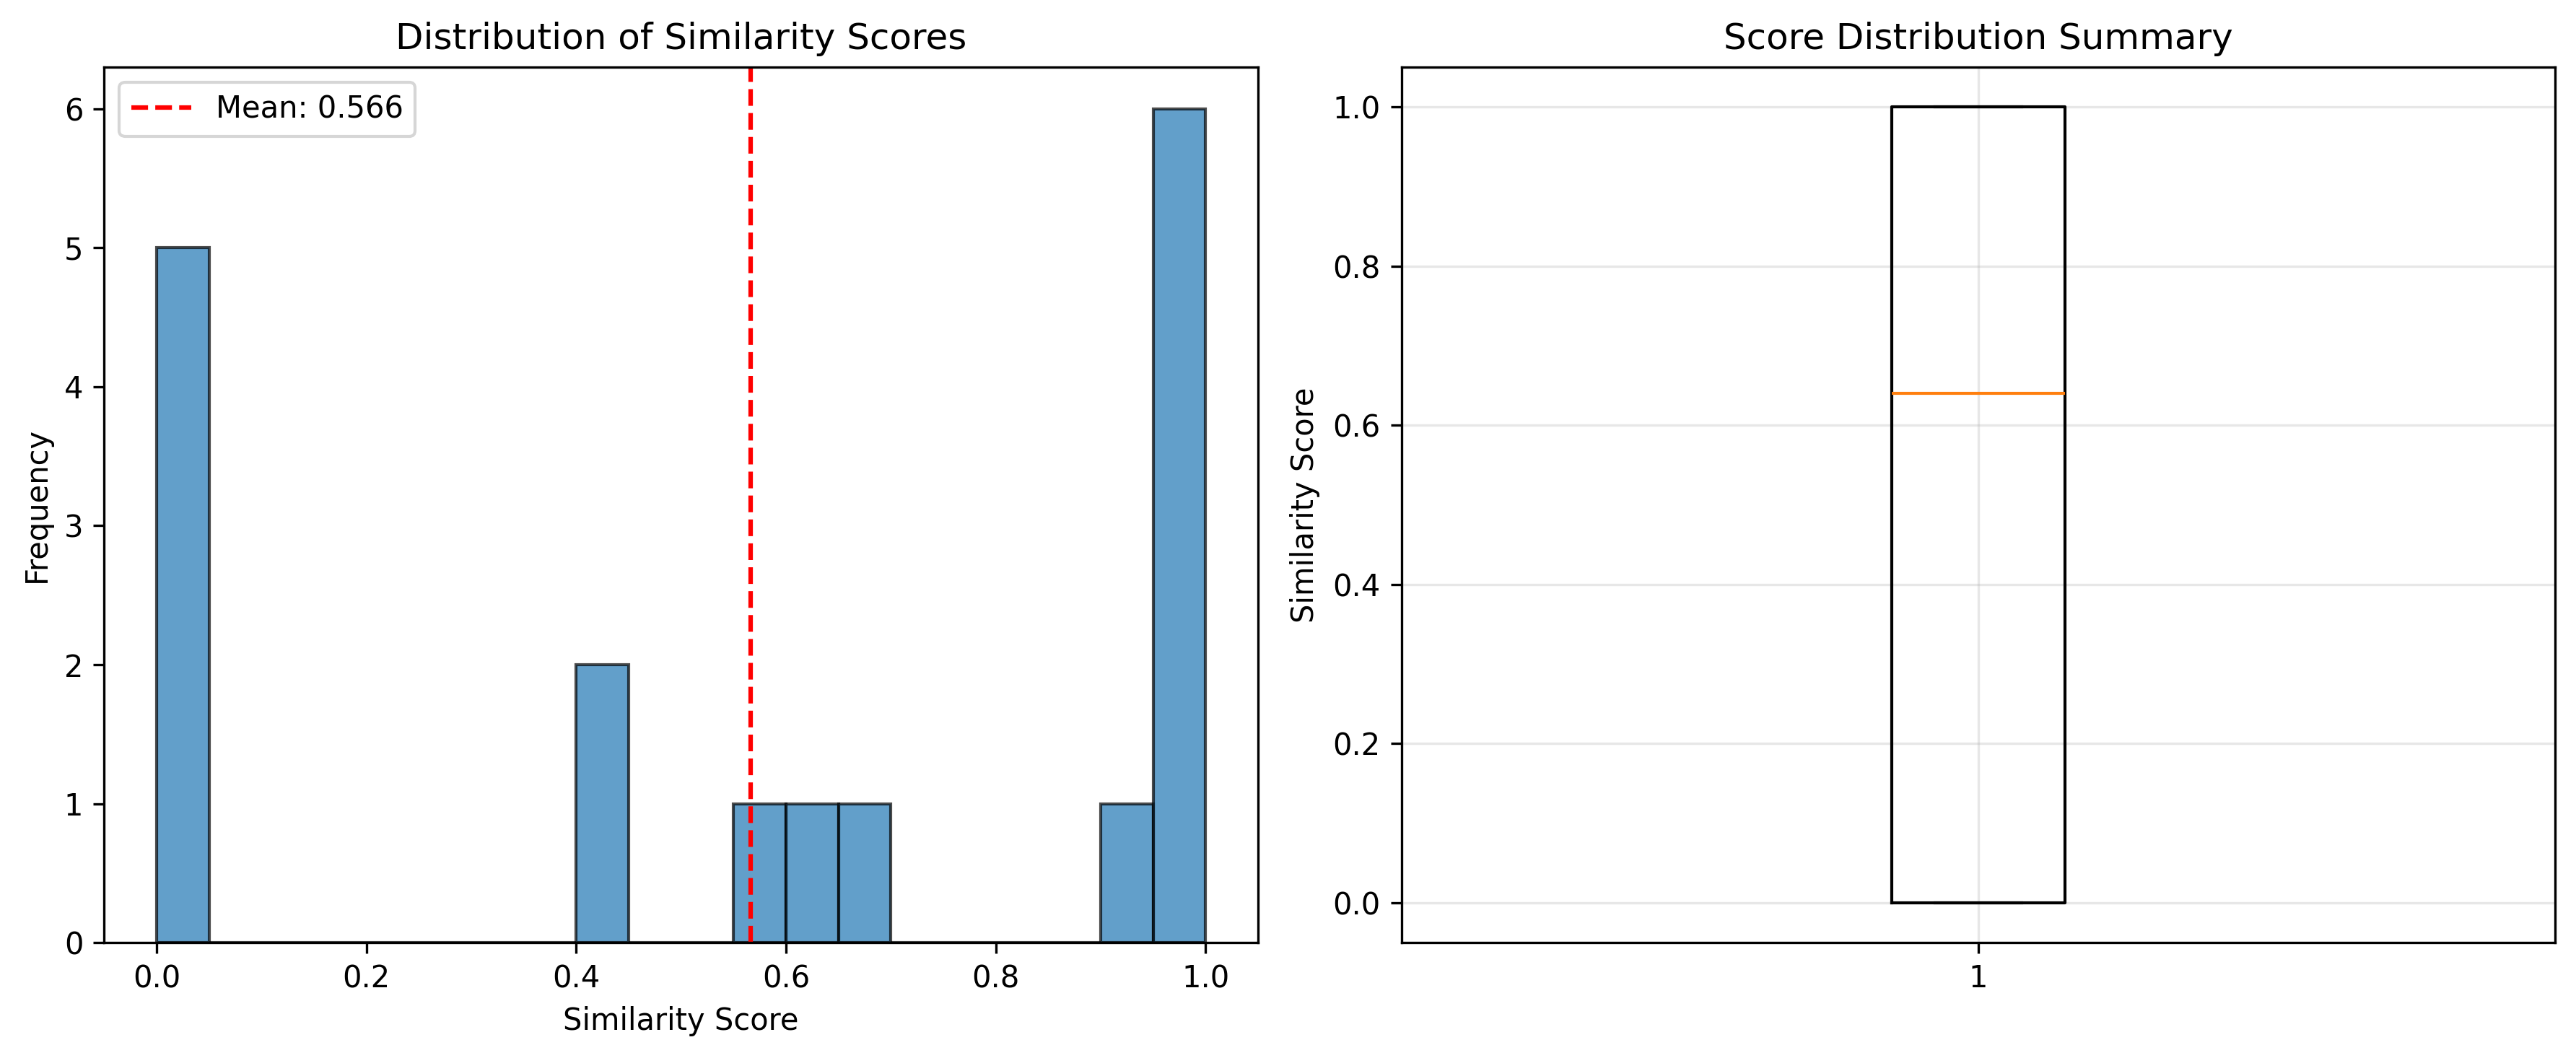 Distribution of Similarity Scores
Mean: 0.566
6
5
4
3
2
1
0
Frequency
0.0 0.2 0.4 0.6 0.8 1.0
Similarity Score
Score Distribution Summary
1.0
0.8
0.6
0.4
0.2
0.0
Similarity Score
1